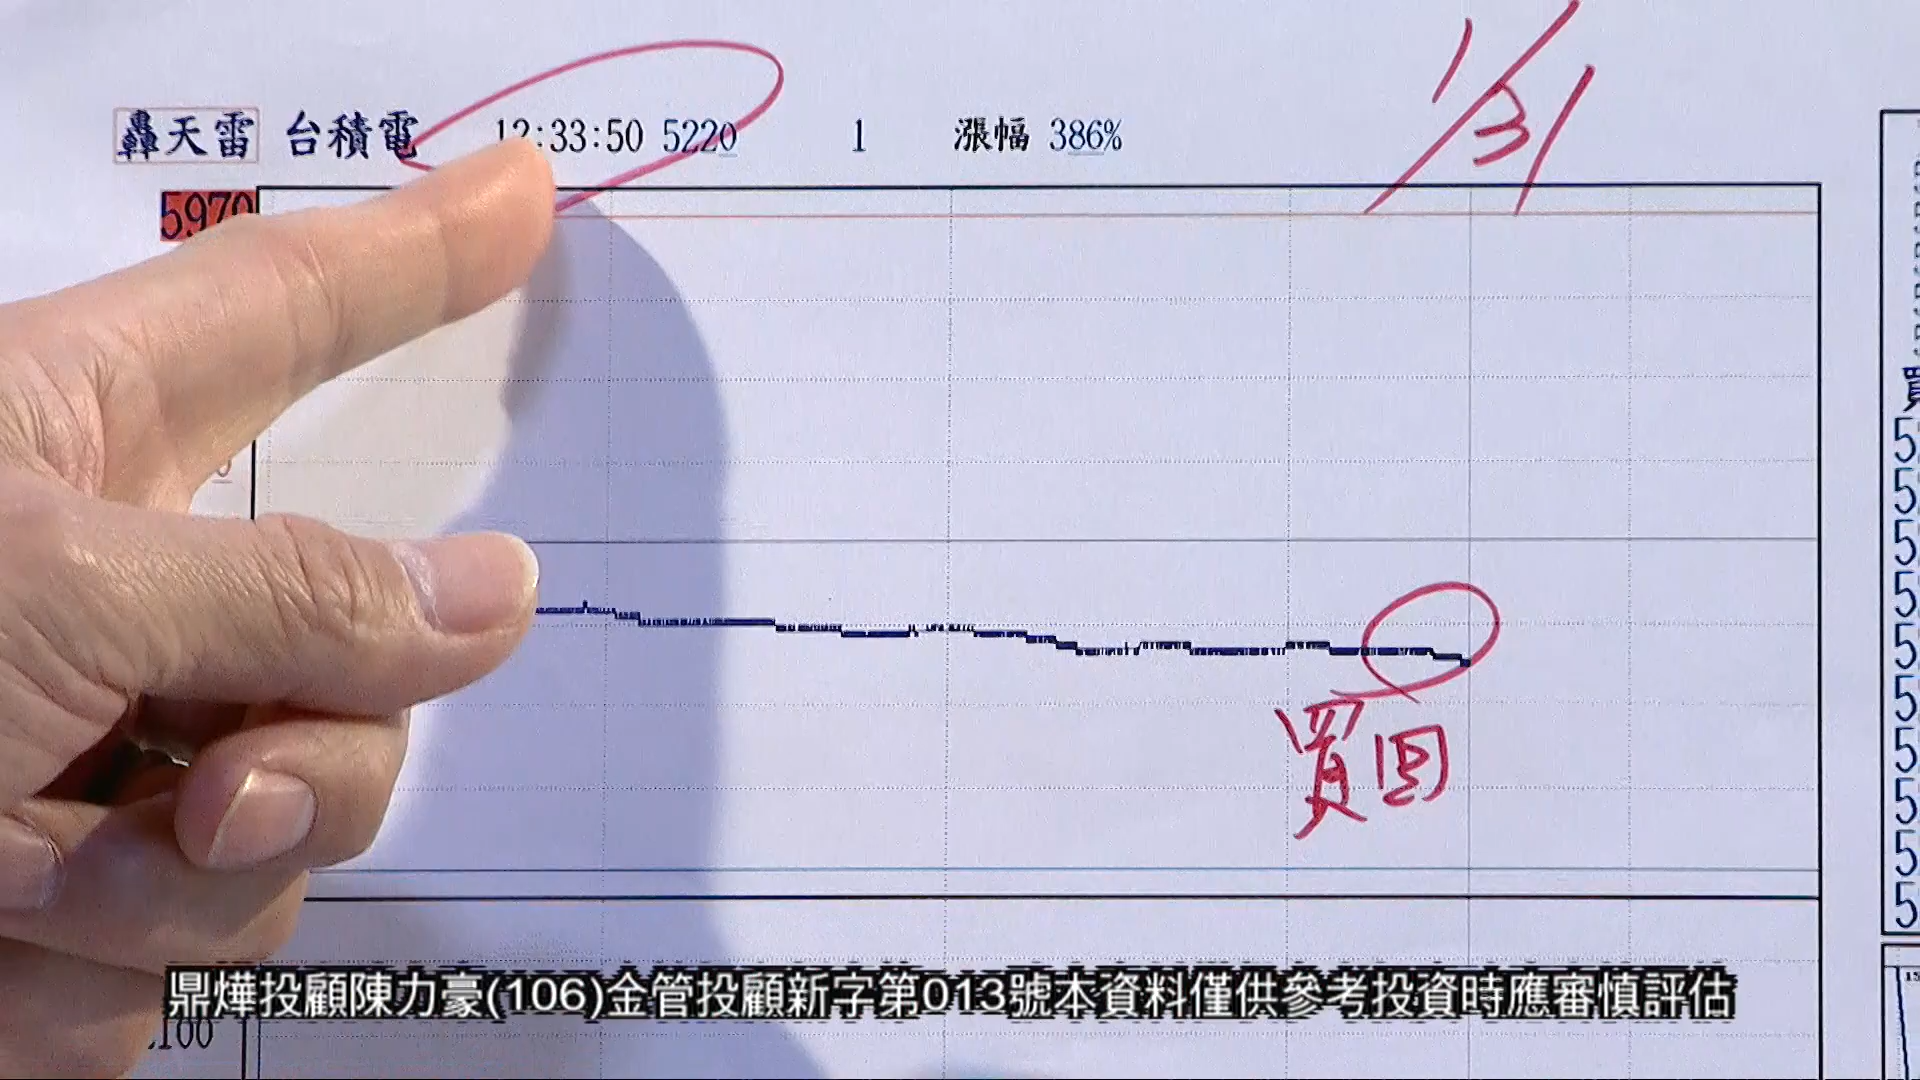 1/31
轟天雷 台積電 12:33:50 5220 1 漲幅 386%
5970
買回
鼎燁投顧陳力豪(106)金管投顧新字第013號本資料僅供參考投資時應審慎評估